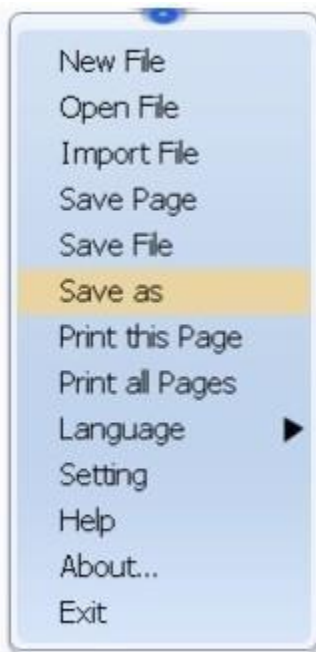 New File
Open File
Import File
Save Page
Save File
Save as
Print this Page
Print all Pages
Language
Setting
Help
About...
Exit